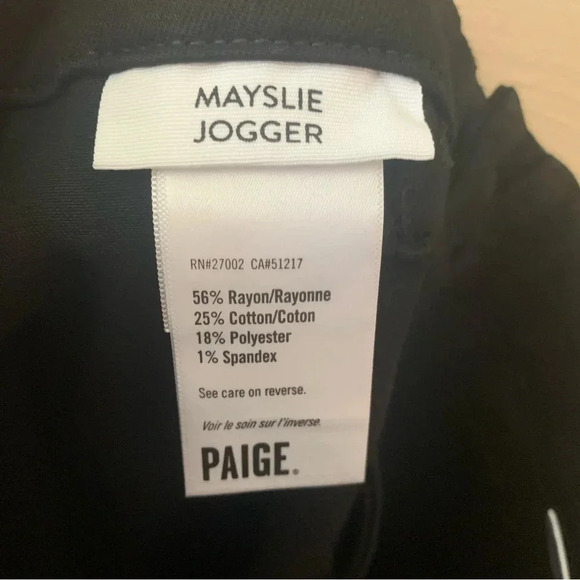 MAYSLIE
JOGGER
RN#27002 CA#51217
56% Rayon/Rayonne
25% Cotton/Coton
18% Polyester
1% Spandex
See care on reverse.
Voir le soin sur l'inverse.
PAIGE.